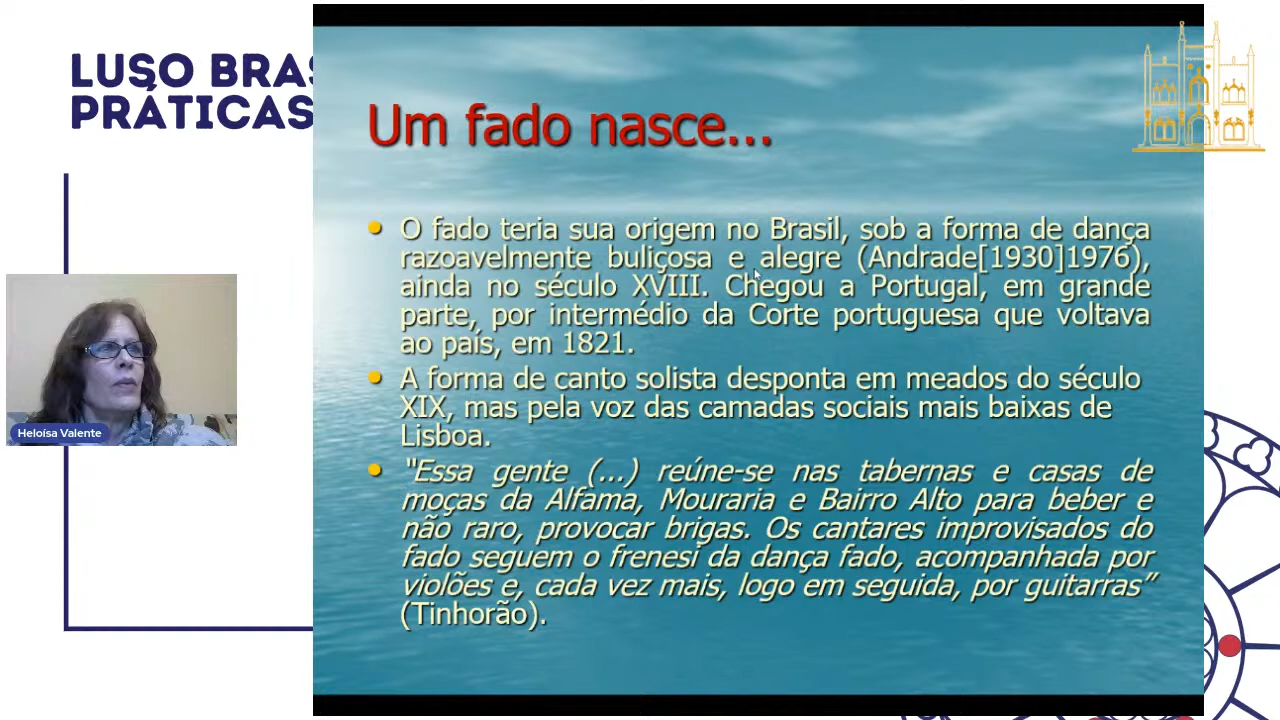 LUSO BRAS
PRÁTICAS
Um fado nasce...
• O fado teria sua origem no Brasil, sob a forma de dança
razoavelmente buliçosa e alegre (Andrade[1930]1976),
ainda no século XVIII. Chegou a Portugal, em grande
parte, por intermédio da Corte portuguesa que voltava
ao país, em 1821.
• A forma de canto solista desponta em meados do século
XIX, mas pela voz das camadas sociais mais baixas de
Lisboa.
• “Essa gente (...) reúne-se nas tabernas e casas de
moças da Alfama, Mouraria e Bairro Alto para beber e
não raro, provocar brigas. Os cantares improvisados do
fado seguem o frenesi da dança fado, acompanhada por
violões e, cada vez mais, logo em seguida, por guitarras”
(Tinhorão).
Heloísa Valente